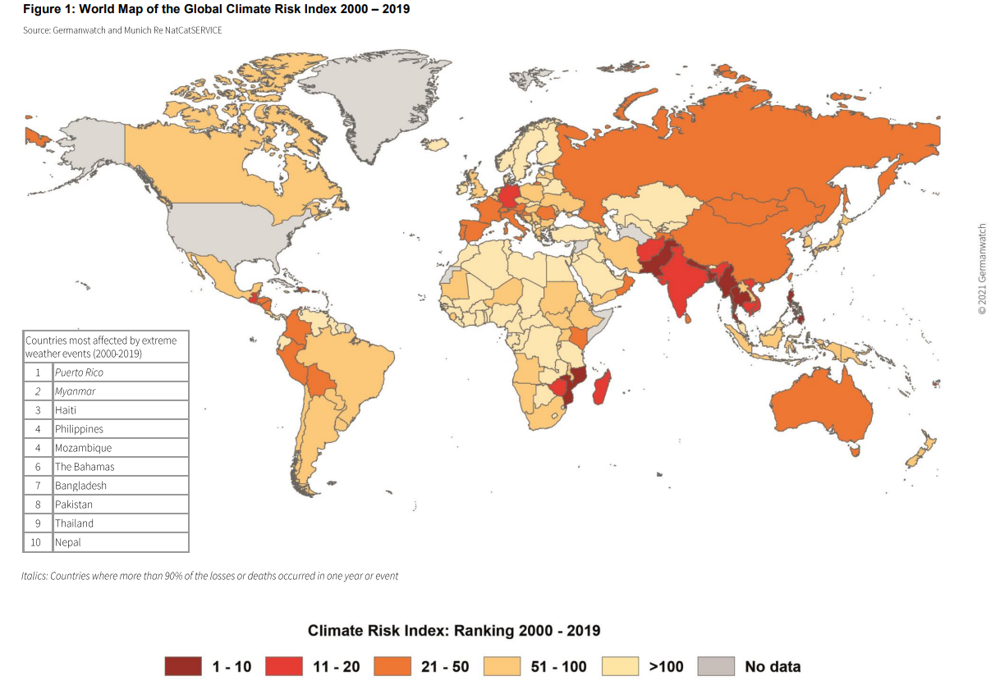 Figure 1: World Map of the Global Climate Risk Index 2000 – 2019
Source: Germanwatch and Munich Re NatCatSERVICE
© 2021 Germanwatch
Countries most affected by extreme
weather events (2000-2019)
1 Puerto Rico
2 Myanmar
3 Haiti
4 Philippines
4 Mozambique
6 The Bahamas
7 Bangladesh
8 Pakistan
9 Thailand
10 Nepal
Italics: Countries where more than 90% of the losses or deaths occurred in one year or event
Climate Risk Index: Ranking 2000 - 2019
1 - 10 11 - 20 21 - 50 51 - 100 >100 No data